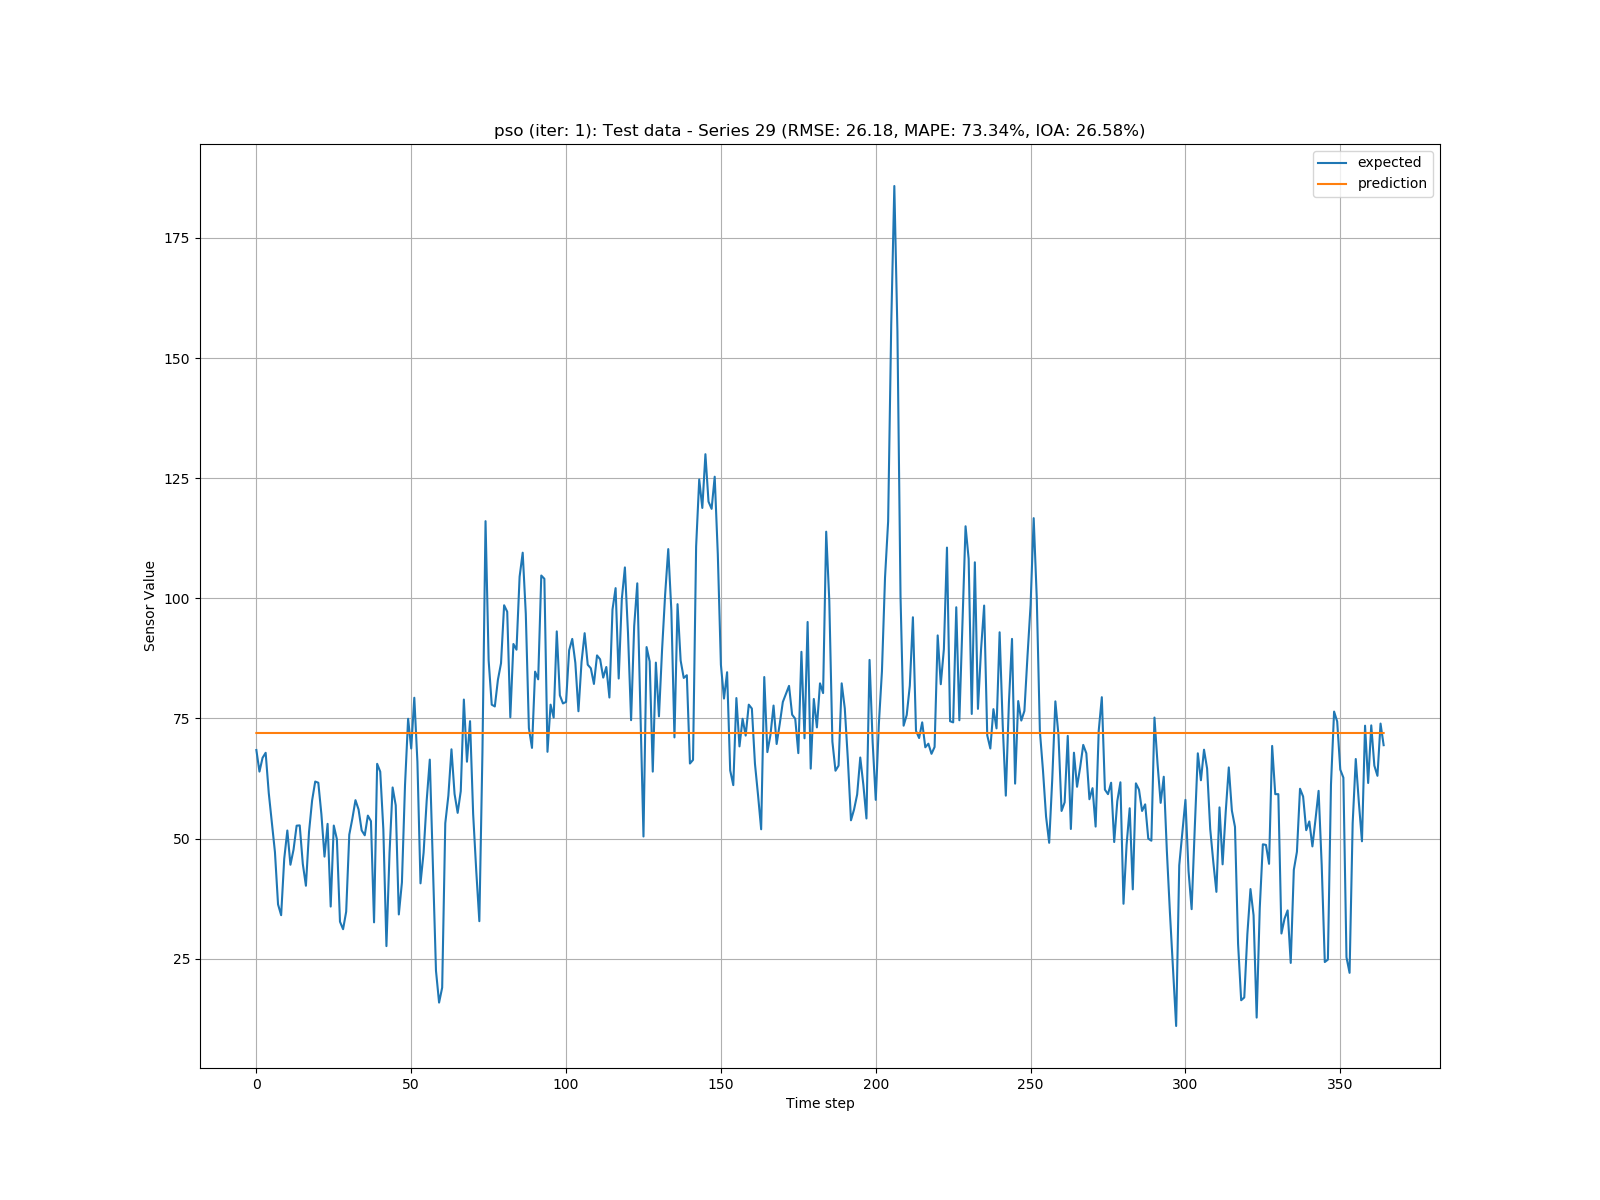 pso (iter: 1): Test data - Series 29 (RMSE: 26.18, MAPE: 73.34%, IOA: 26.58%)
expected
prediction
175
150
125
100
75
50
25
Sensor Value
0 50 100 150 200 250 300 350
Time step